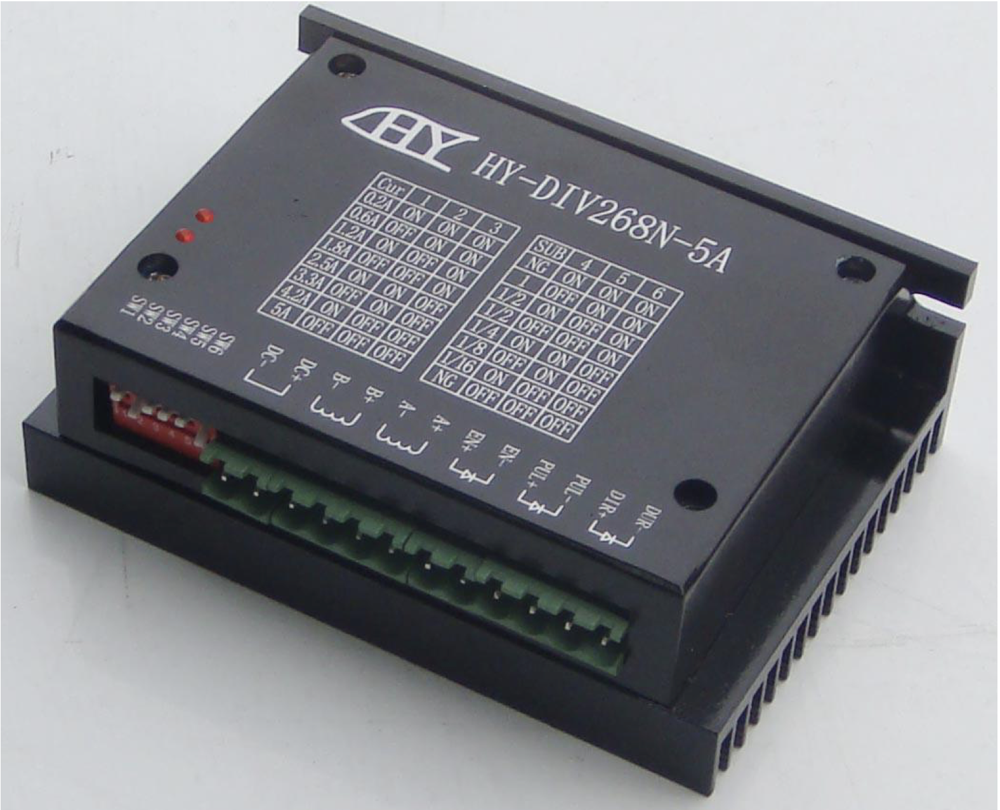 HY
HY-DIV268N-5A
Cur 1 2 3
0.2A ON ON ON
0.6A OFF ON ON
1.2A ON OFF ON
1.8A OFF OFF ON
2.5A ON ON OFF
3.3A OFF ON OFF
4.2A ON OFF OFF
5A OFF OFF OFF
SUB 4 5 6
NG ON ON ON
1 OFF ON ON
1/2 ON OFF ON
1/2 OFF OFF ON
1/4 ON ON OFF
1/8 OFF ON OFF
1/16 ON OFF OFF
NG OFF OFF OFF
SW1
SW2
SW3
SW4
SW5
SW6
DC-
DC+
B-
B+
A-
A+
EN+
EN-
PUL+
PUL-
DIR+
DUR-